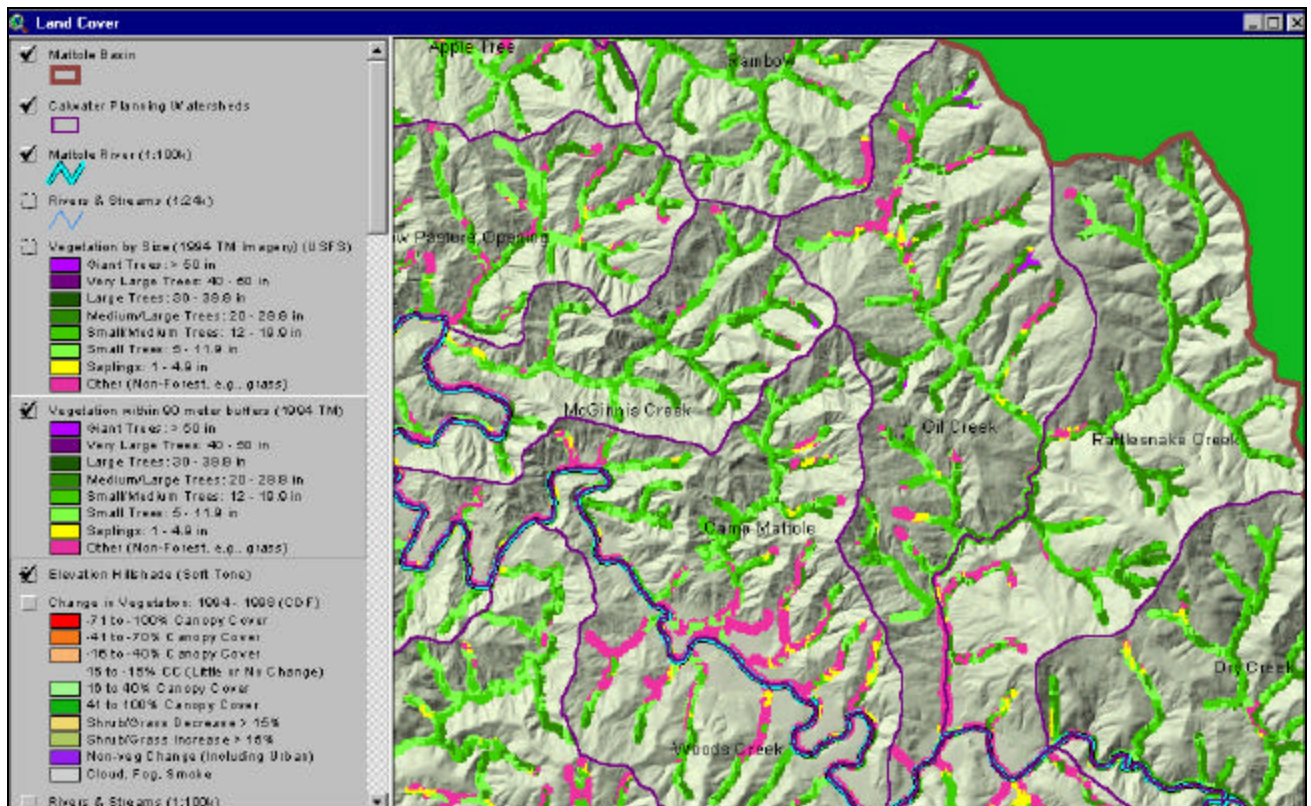 Land Cover
Mattole Basin
Calwater Planning Watersheds
Mattole River (1:100k)
Rivers & Streams (1:24k)
Vegetation by Size (1994 TM Imagery) (USFS)
Giant Trees: > 50 in
Very Large Trees: 40 - 50 in
Large Trees: 30 - 39.9 in
Medium/Large Trees: 20 - 29.9 in
Small/Medium Trees: 12 - 19.9 in
Small Trees: 5 - 11.9 in
Saplings: 1 - 4.9 in
Other (Non-Forest, e.g., grass)
Vegetation within 90 meter buffers (1994 TM)
Giant Trees: > 50 in
Very Large Trees: 40 - 50 in
Large Trees: 30 - 39.9 in
Medium/Large Trees: 20 - 29.9 in
Small/Medium Trees: 12 - 19.9 in
Small Trees: 5 - 11.9 in
Saplings: 1 - 4.9 in
Other (Non-Forest, e.g., grass)
Elevation Hillshade (Soft Tone)
Change in Vegetation: 1994 - 1998 (CDF)
-71 to -100% Canopy Cover
-41 to -70% Canopy Cover
-16 to -40% Canopy Cover
15 to -15% CC (Little or No Change)
16 to 40% Canopy Cover
41 to 100% Canopy Cover
Shrub/Grass Decrease > 15%
Shrub/Grass Increase > 15%
Non-veg Change (Including Urban)
Cloud, Fog, Smoke
Rivers & Streams (1:100k)
Apple Tree
Rainbow
w Pasture Opening
McGinnis Creek
Oil Creek
Rattlesnake Creek
Camp Mattole
Dry Creek
Woods Creek